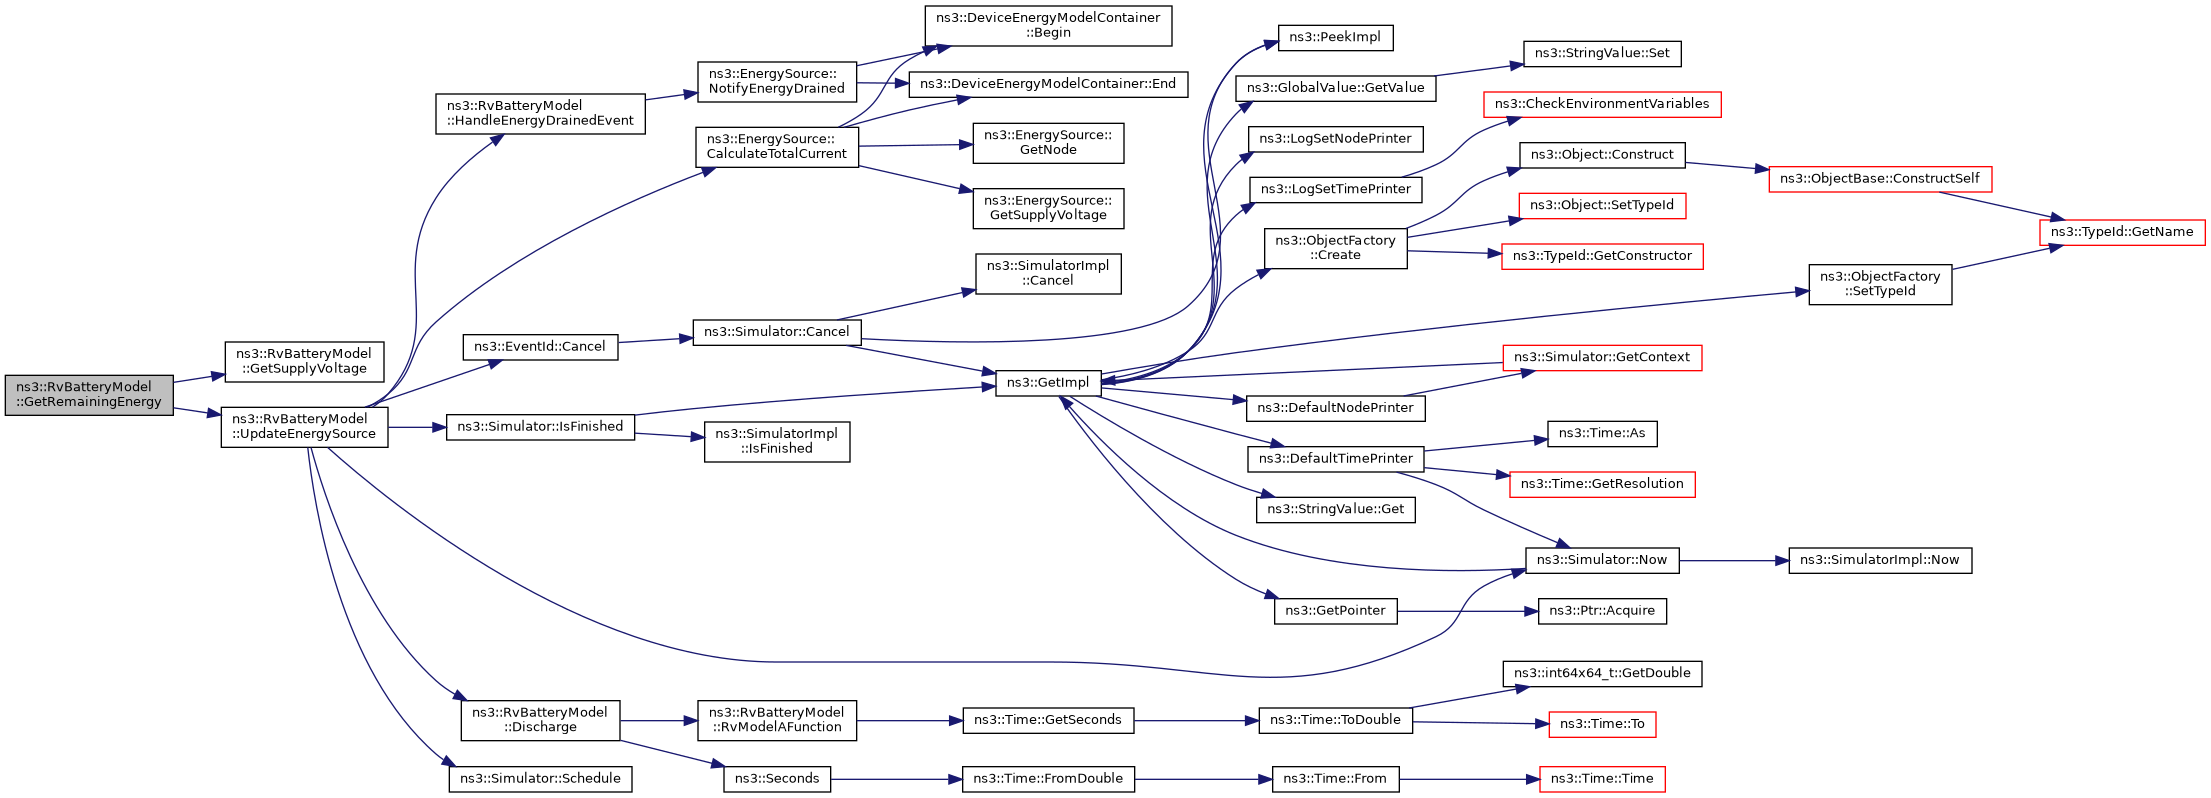 ns3::RvBatteryModel
::GetRemainingEnergy
ns3::RvBatteryModel
::GetSupplyVoltage
ns3::RvBatteryModel
::UpdateEnergySource
ns3::RvBatteryModel
::HandleEnergyDrainedEvent
ns3::EventId::Cancel
ns3::Simulator::IsFinished
ns3::RvBatteryModel
::Discharge
ns3::Simulator::Schedule
ns3::EnergySource::
NotifyEnergyDrained
ns3::EnergySource::
CalculateTotalCurrent
ns3::Simulator::Cancel
ns3::SimulatorImpl
::IsFinished
ns3::RvBatteryModel
::RvModelAFunction
ns3::Seconds
ns3::DeviceEnergyModelContainer
::Begin
ns3::DeviceEnergyModelContainer::End
ns3::EnergySource::
GetNode
ns3::EnergySource::
GetSupplyVoltage
ns3::SimulatorImpl
::Cancel
ns3::GetImpl
ns3::Time::GetSeconds
ns3::Time::FromDouble
ns3::PeekImpl
ns3::GlobalValue::GetValue
ns3::LogSetNodePrinter
ns3::LogSetTimePrinter
ns3::ObjectFactory
::Create
ns3::DefaultNodePrinter
ns3::DefaultTimePrinter
ns3::StringValue::Get
ns3::GetPointer
ns3::Time::ToDouble
ns3::Time::From
ns3::StringValue::Set
ns3::CheckEnvironmentVariables
ns3::Object::Construct
ns3::Object::SetTypeId
ns3::TypeId::GetConstructor
ns3::Simulator::GetContext
ns3::Time::As
ns3::Time::GetResolution
ns3::Simulator::Now
ns3::Ptr::Acquire
ns3::int64x64_t::GetDouble
ns3::Time::To
ns3::Time::Time
ns3::ObjectBase::ConstructSelf
ns3::ObjectFactory
::SetTypeId
ns3::SimulatorImpl::Now
ns3::TypeId::GetName